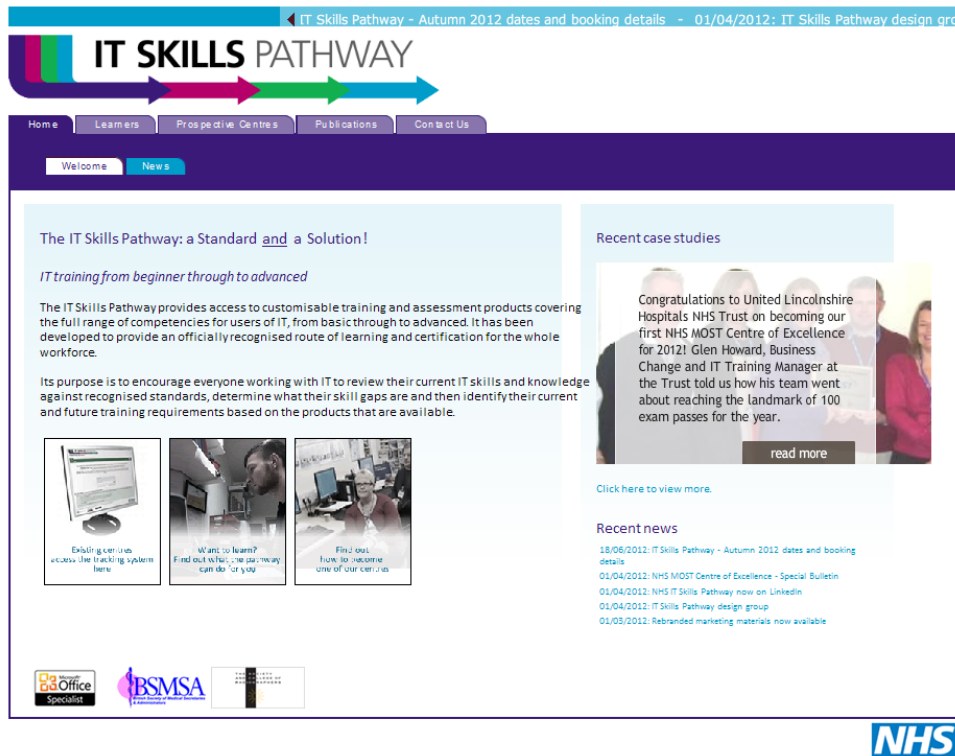 IT Skills Pathway - Autumn 2012 dates and booking details - 01/04/2012: IT Skills Pathway design gro
IT SKILLS PATHWAY
Home Learners Prospective Centres Publications Contact Us
Welcome News
The IT Skills Pathway: a Standard and a Solution!
IT training from beginner through to advanced
The IT Skills Pathway provides access to customisable training and assessment products covering
the full range of competencies for users of IT, from basic through to advanced. It has been
developed to provide an officially recognised route of learning and certification for the whole
workforce.
Its purpose is to encourage everyone working with IT to review their current IT skills and knowledge
against recognised standards, determine what their skill gaps are and then identify their current
and future training requirements based on the products that are available.
Existing centres
access the tracking system
here
Want to learn?
Find out what the pathway
can do for you
Find out
how to become
one of our centres
Recent case studies
Congratulations to United Lincolnshire
Hospitals NHS Trust on becoming our
first NHS MOST Centre of Excellence
for 2012! Glen Howard, Business
Change and IT Training Manager at
the Trust told us how his team went
about reaching the landmark of 100
exam passes for the year.
read more
Click here to view more.
Recent news
18/06/2012: IT Skills Pathway - Autumn 2012 dates and booking
details
01/04/2012: NHS MOST Centre of Excellence - Special Bulletin
01/04/2012: NHS IT Skills Pathway now on LinkedIn
01/04/2012: IT Skills Pathway design group
01/03/2012: Rebranded marketing materials now available
Microsoft
Office
Specialist
BSMSA
British Society of Medical Secretaries
& Administrators
THE SOCIETY
AND COLLEGE OF
RADIOGRAPHERS
NHS